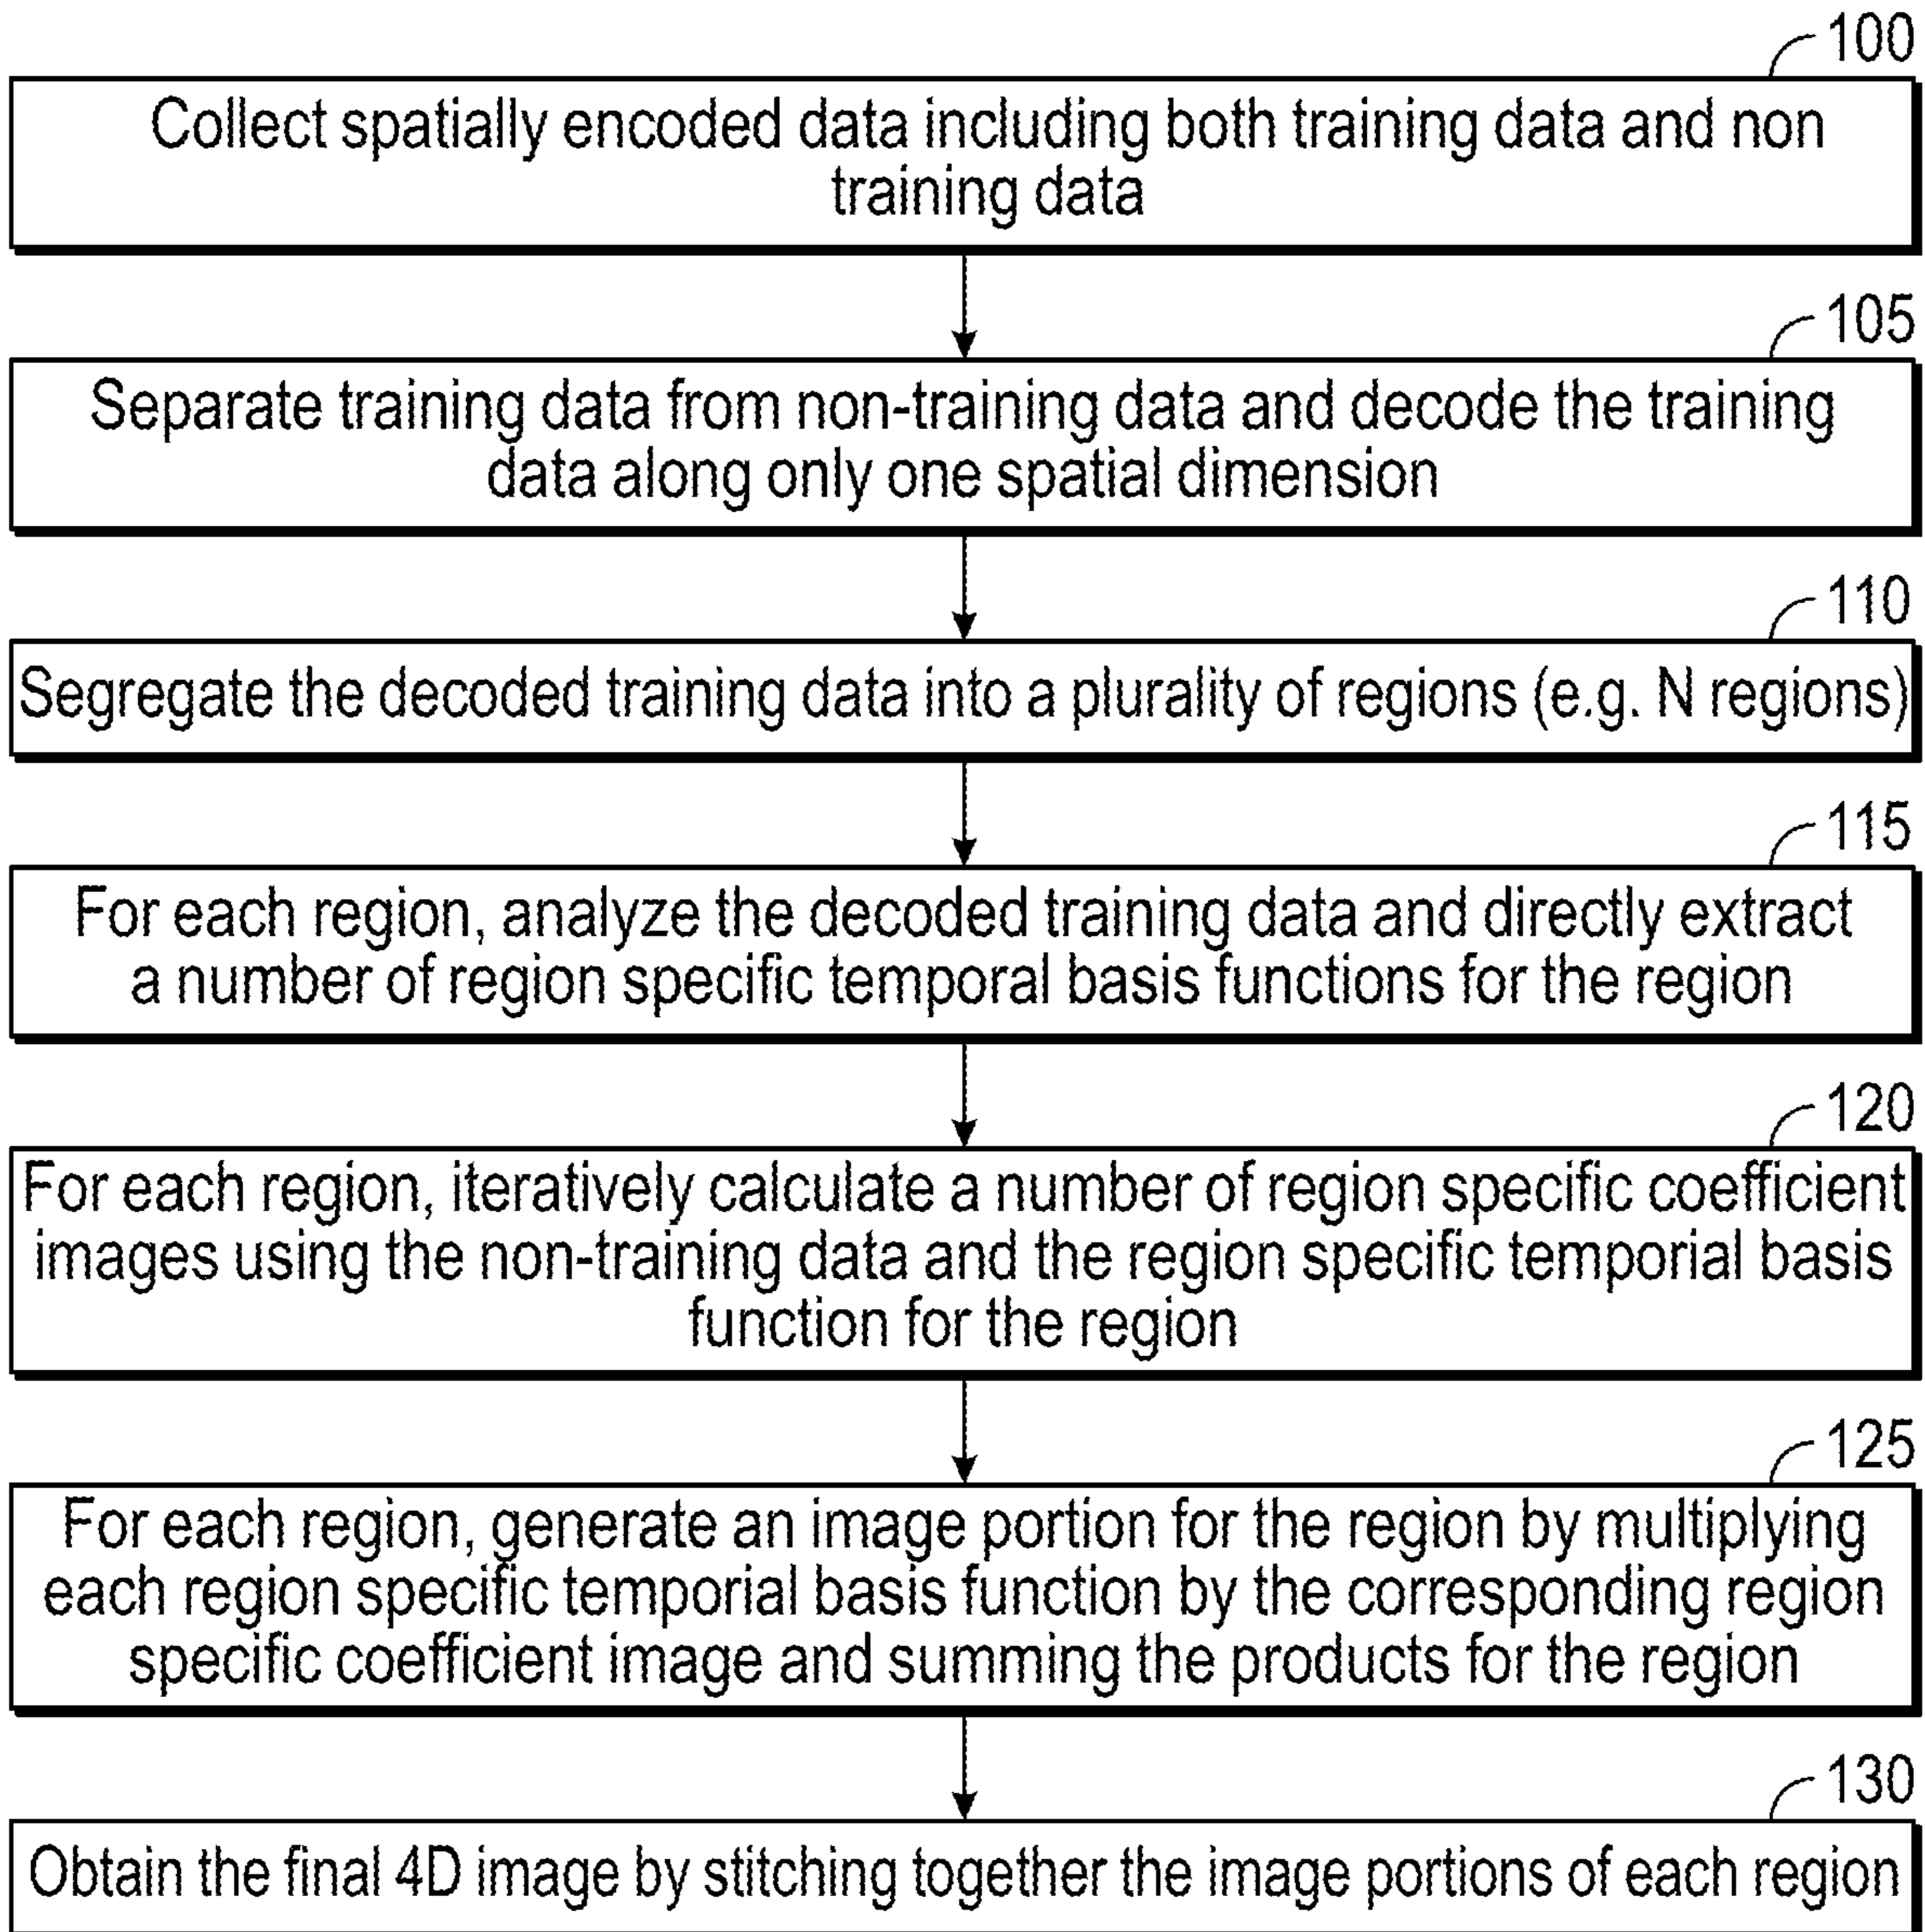 100
Collect spatially encoded data including both training data and non
training data
105
Separate training data from non-training data and decode the training
data along only one spatial dimension
110
Segregate the decoded training data into a plurality of regions (e.g. N regions)
115
For each region, analyze the decoded training data and directly extract
a number of region specific temporal basis functions for the region
120
For each region, iteratively calculate a number of region specific coefficient
images using the non-training data and the region specific temporial basis
function for the region
125
For each region, generate an image portion for the region by multiplying
each region specific temporial basis function by the corresponding region
specific coefficient image and summing the products for the region
130
Obtain the final 4D image by stitching together the image portions of each region